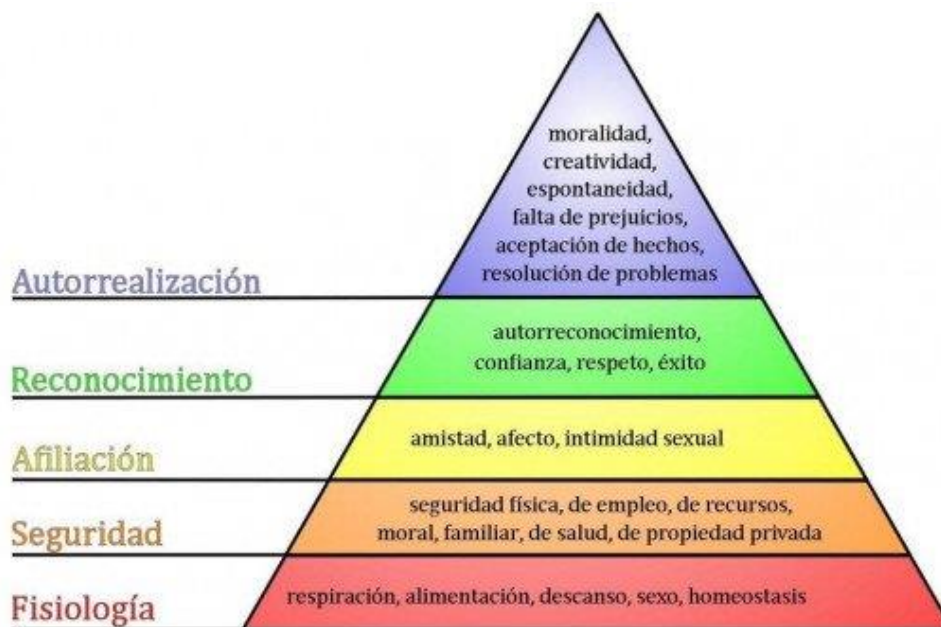 moralidad,
creatividad,
espontaneidad,
falta de prejuicios,
aceptación de hechos,
resolución de problemas
Autorrealización
autorreconocimiento,
confianza, respeto, éxito
Reconocimiento
amistad, afecto, intimidad sexual
Afiliación
seguridad física, de empleo, de recursos,
moral, familiar, de salud, de propiedad privada
Seguridad
respiración, alimentación, descanso, sexo, homeostasis
Fisiología